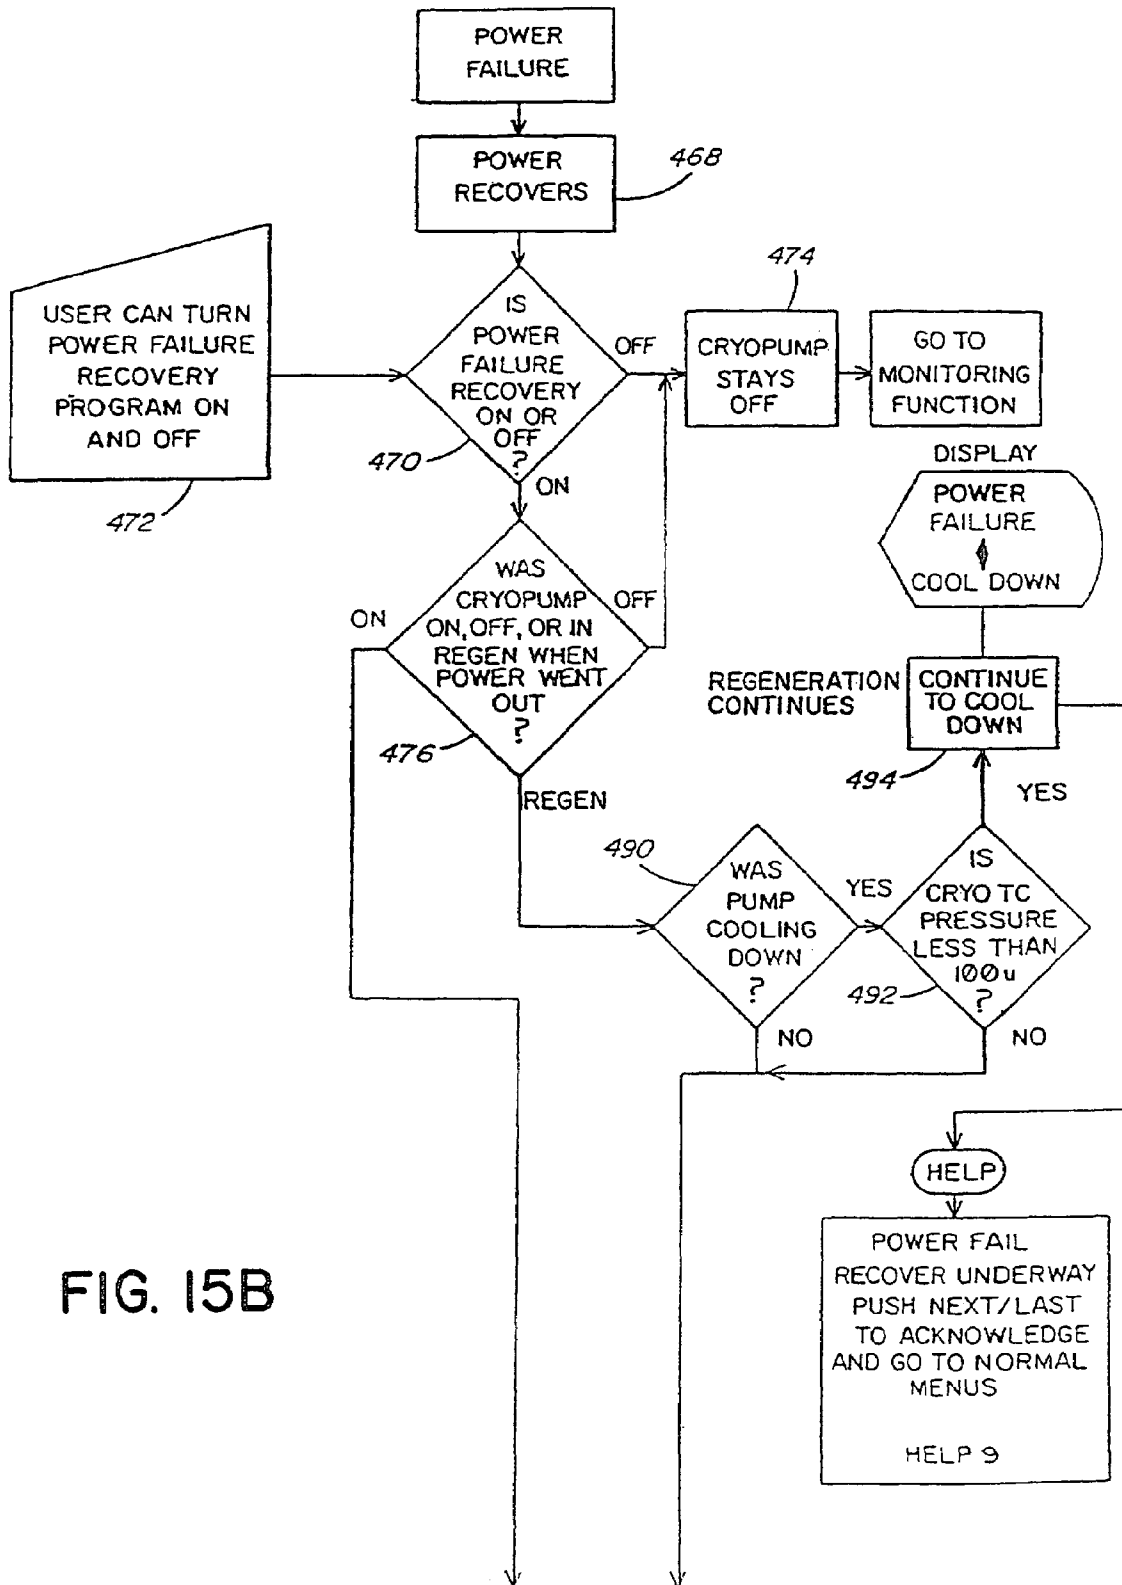 POWER
FAILURE
POWER
RECOVERS
468
USER CAN TURN
POWER FAILURE
RECOVERY
PROGRAM ON
AND OFF
472
IS
POWER
FAILURE
RECOVERY
ON OR
OFF
?
470
OFF
ON
474
CRYOPUMP
STAYS
OFF
GO TO
MONITORING
FUNCTION
DISPLAY
POWER
FAILURE
COOL DOWN
WAS
CRYOPUMP
ON, OFF, OR IN
REGEN WHEN
POWER WENT
OUT
?
476
ON
OFF
REGEN
REGENERATION
CONTINUES
CONTINUE
TO COOL
DOWN
494
YES
490
WAS
PUMP
COOLING
DOWN
?
YES
NO
IS
CRYO TC
PRESSURE
LESS THAN
100u
?
492
NO
HELP
POWER FAIL
RECOVER UNDERWAY
PUSH NEXT/LAST
TO ACKNOWLEDGE
AND GO TO NORMAL
MENUS
HELP 9
FIG. 15B